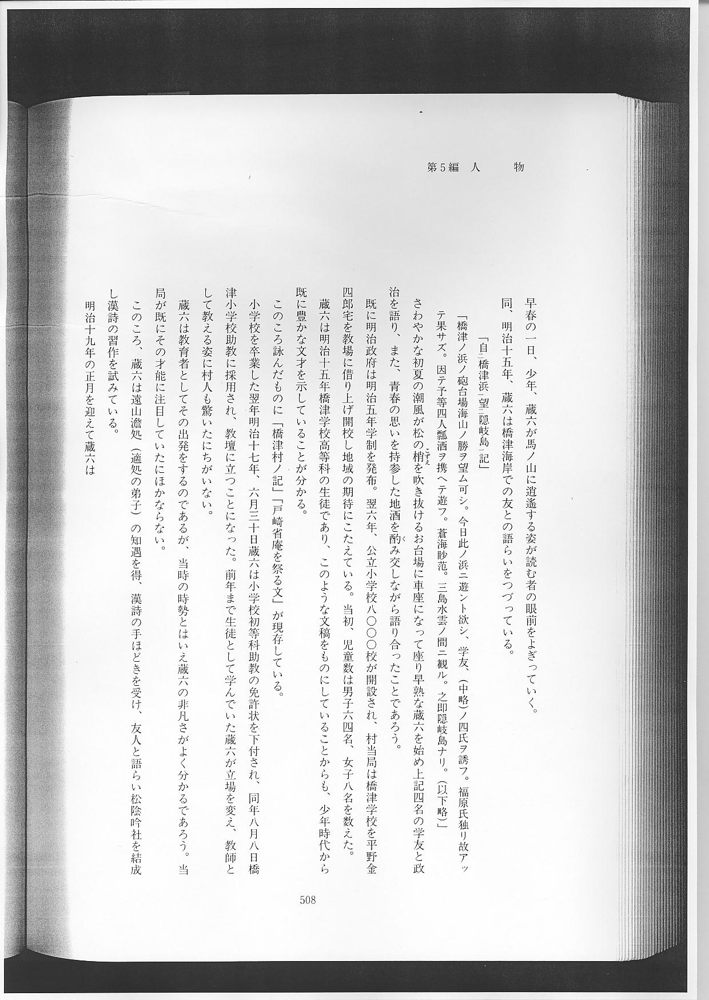 第5編 人 物
早春の一日、少年、蔵六が馬ノ山に逍遙する姿が読む者の眼前をよぎっていく。
同、明治十五年、蔵六は橋津海岸での友との語らいをつづっている。
「自二橋津浜一望二隠岐島一記」
「橋津ノ浜ノ砲台場海山ノ勝ヲ望ム可シ。今日此ノ浜ニ遊ント欲シ、学友、（中略）ノ四氏ヲ誘フ。福原氏独リ故アッ
テ果サズ。因テ予等四人瓢酒ヲ携ヘテ遊フ。蒼海眇范。三島水雲ノ間ニ観ル。之即隠岐島ナリ。（以下略）」
さわやかな初夏の潮風が松の梢こずえを吹き抜けるお台場に車座になって座り早熟な蔵六を始め上記四名の学友と政
治を語り、また、青春の思いを持参した地酒を酌くみ交しながら語り合ったことであろう。
既に明治政府は明治五年学制を発布。翌六年、公立小学校八〇〇〇校が開設され、村当局は橋津学校を平野金
四郎宅を教場に借り上げ開校し地域の期待にこたえている。当初、児童数は男子六四名、女子八名を数えた。
蔵六は明治十五年橋津学校高等科の生徒であり、このような文稿をものにしていることからも、少年時代から
既に豊かな文才を示していることが分かる。
このころ詠んだものに「橋津村ノ記」「戸崎省庵を祭る文」が現存している。
小学校を卒業した翌年明治十七年、六月三十日蔵六は小学校初等科助教の免許状を下付され、同年八月八日橋
津小学校助教に採用され、教壇に立つことになった。前年まで生徒として学んでいた蔵六が立場を変え、教師と
して教える姿に村人も驚いたにちがいない。
蔵六は教育者としてその出発をするのであるが、当時の時勢とはいえ蔵六の非凡さがよく分かるであろう。当
局が既にその才能に注目していたにほかならない。
このころ、蔵六は遠山澹処（適処の弟子）の知遇を得、漢詩の手ほどきを受け、友人と語らい松陰吟社を結成
し漢詩の習作を試みている。
明治十九年の正月を迎えて蔵六は
508